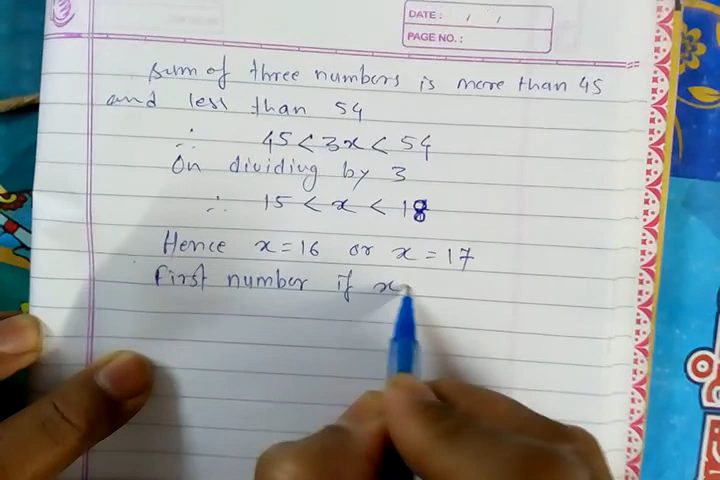 DATE: / /
PAGE NO.:
Sum of three numbers is more than 45
and less than 54
∴ 45 < 3x < 54
On dividing by 3
∴ 15 < x < 18
Hence x = 16 or x = 17
First number if x